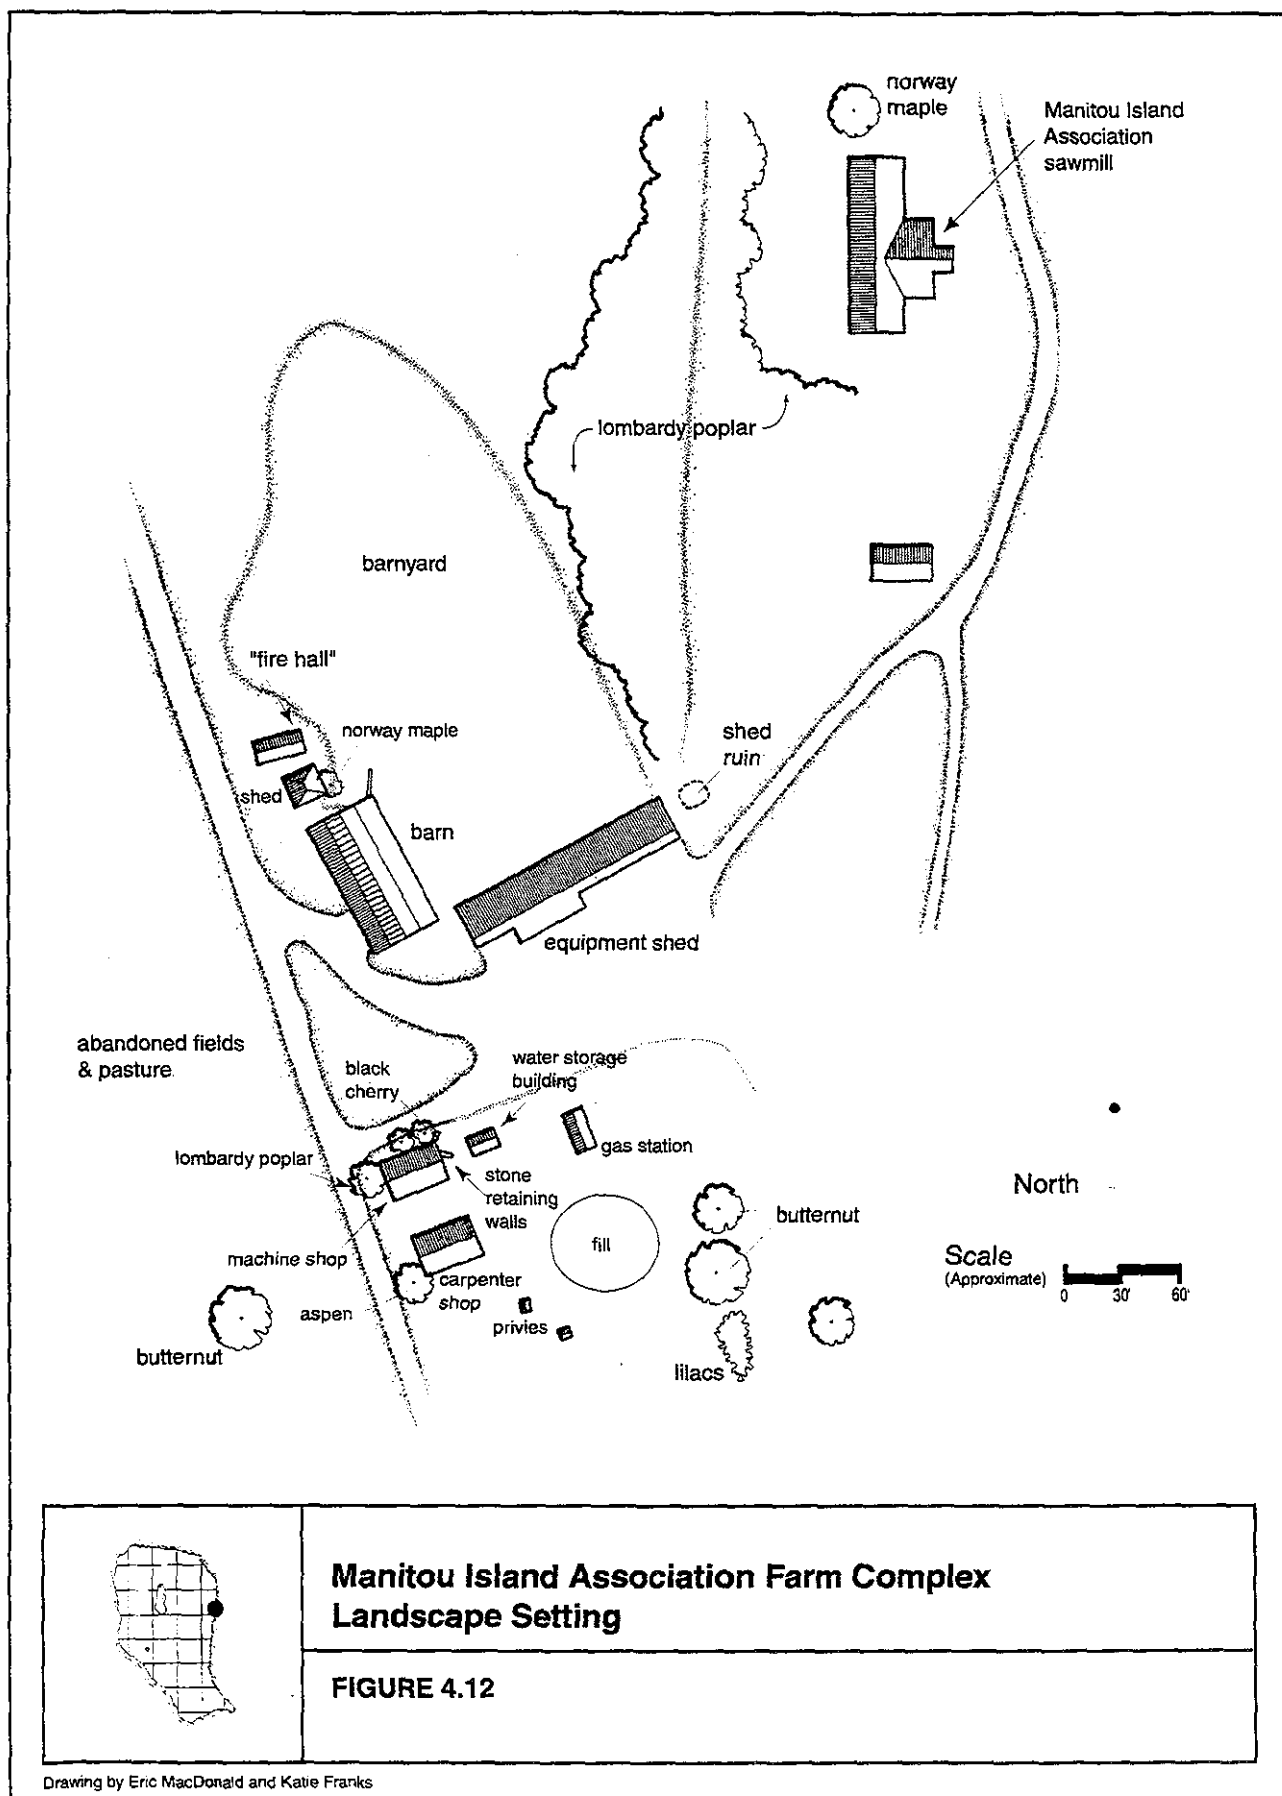 norway
maple
Manitou Island
Association
sawmill
lombardy poplar
barnyard
"fire hall"
norway maple
shed
ruin
shed
barn
equipment shed
abandoned fields
& pasture
black
cherry
water storage
building
gas station
lombardy poplar
stone
retaining
walls
North
butternut
machine shop
fill
Scale
(Approximate)
0 30' 60'
carpenter
shop
aspen
privies
butternut
lilacs
Manitou Island Association Farm Complex
Landscape Setting
FIGURE 4.12
Drawing by Eric MacDonald and Katie Franks